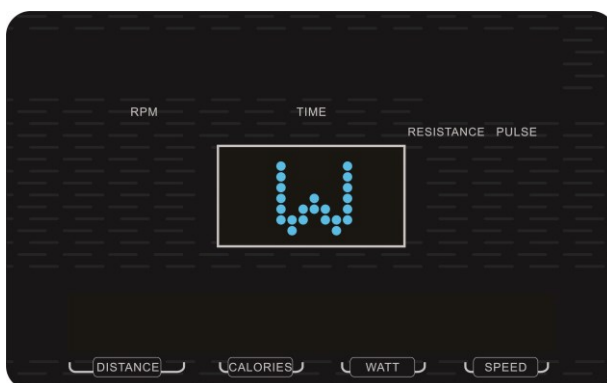 RPM TIME
RESISTANCE PULSE
W
DISTANCE CALORIES WATT SPEED